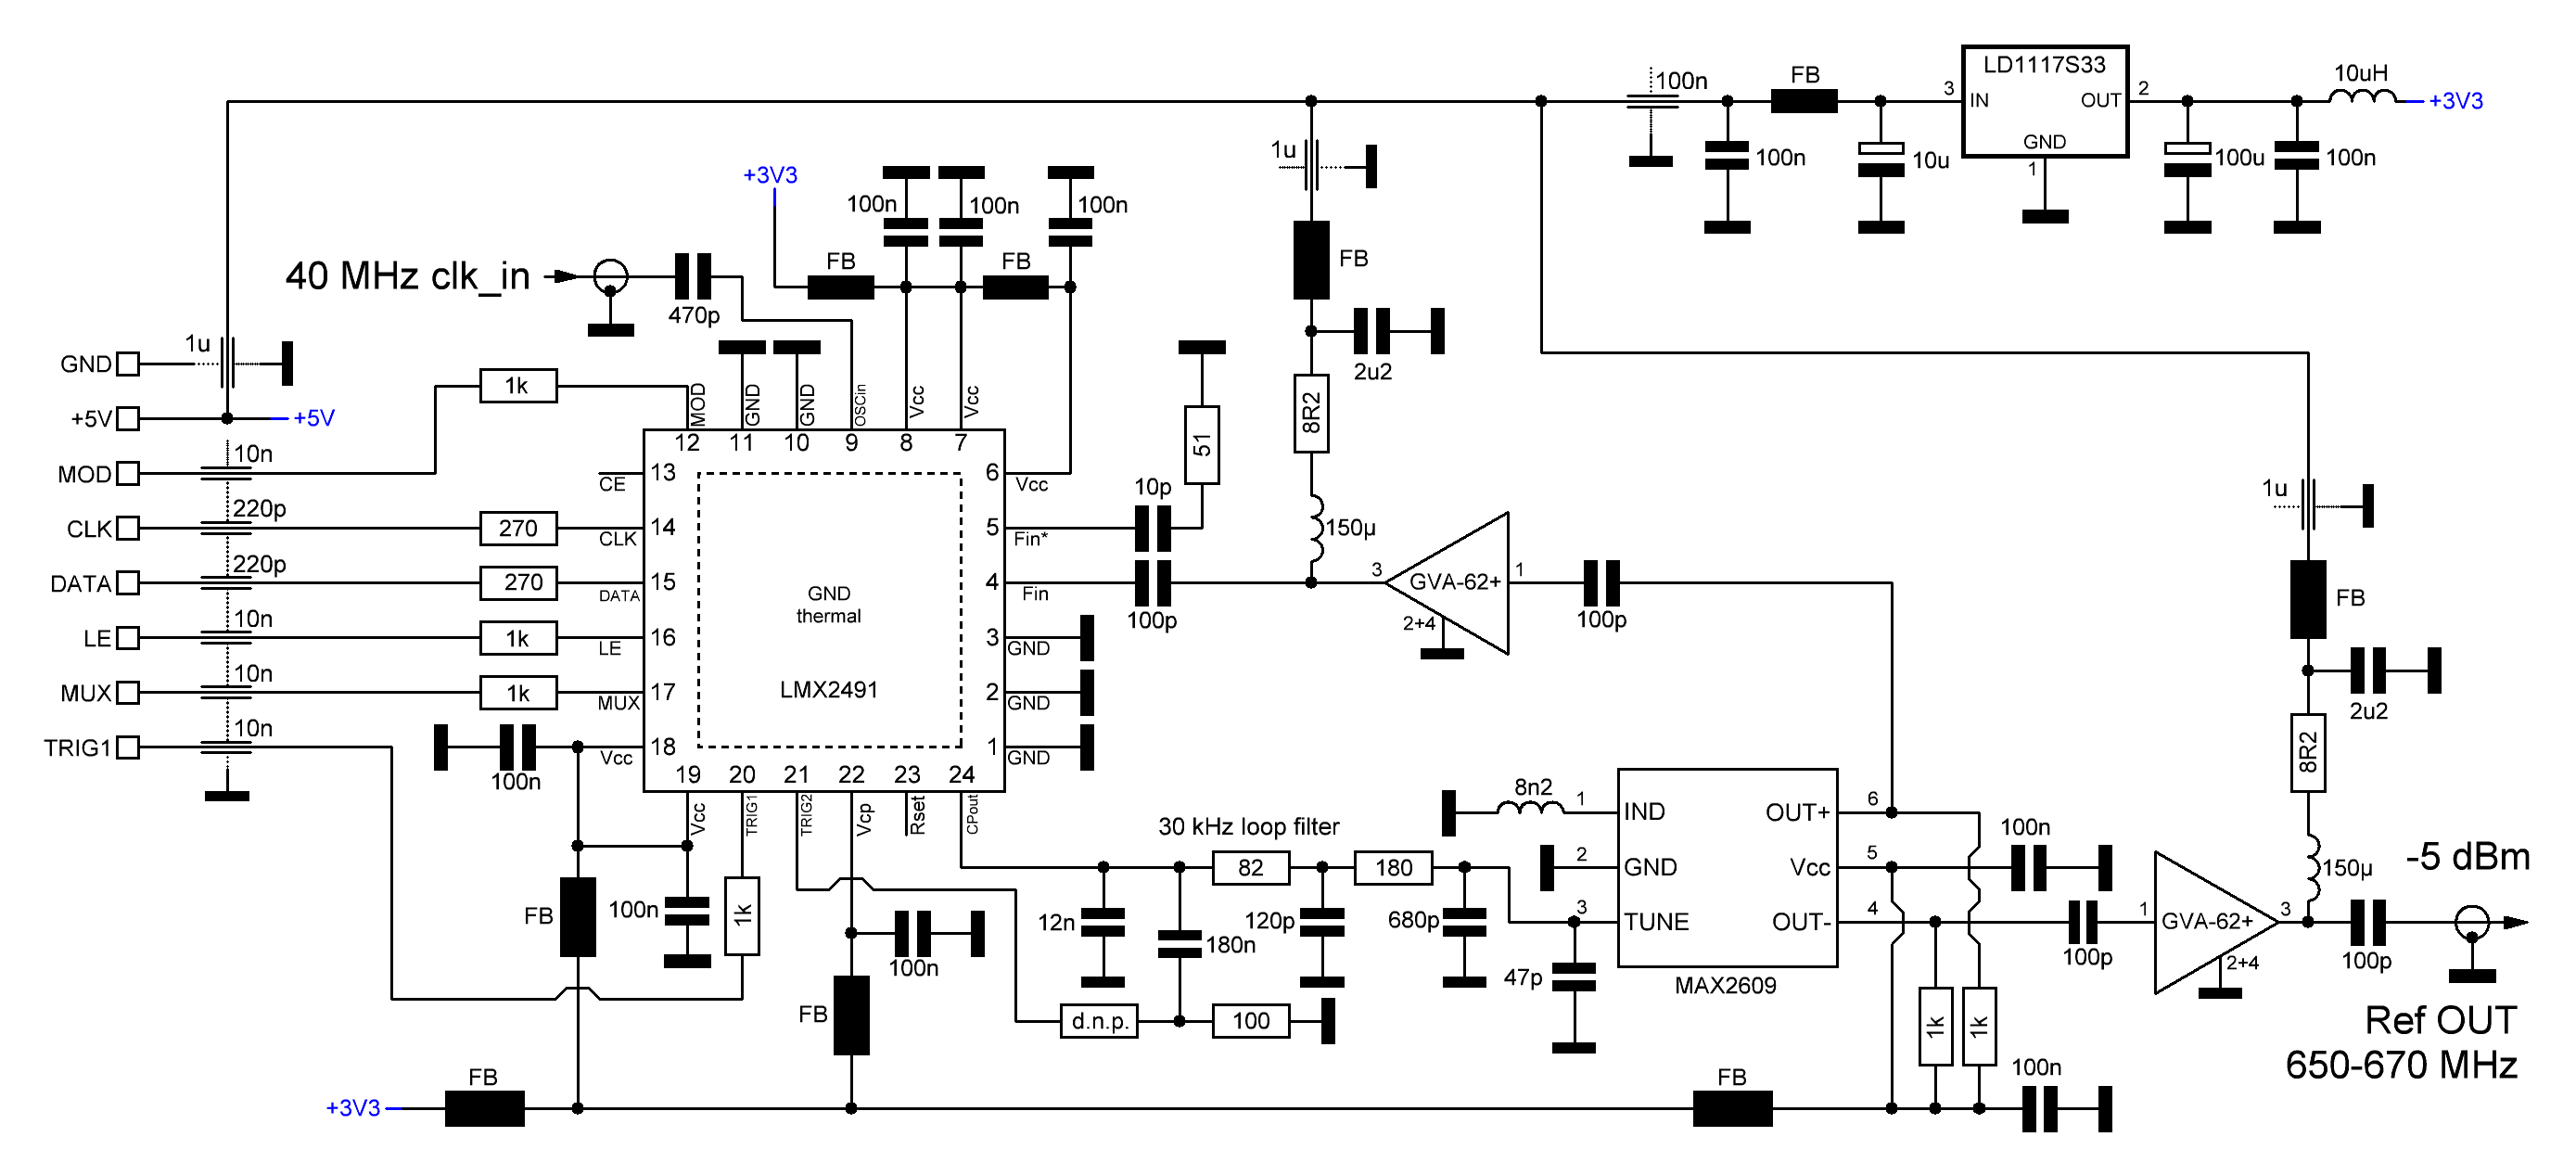 LD1117S33
100n
FB
10uH
3
IN
OUT
2
+3V3
GND
1
100n
10u
100u
100n
1u
+3V3
100n
100n
100n
FB
FB
FB
40 MHz clk_in
470p
2u2
GND
1u
1k
8R2
+5V
+5V
MOD
GND
GND
OSCin
Vcc
Vcc
12
11
10
9
8
7
51
MOD
10n
13
CE
6
Vcc
CLK
220p
270
14
CLK
5
Fin*
10p
150µ
1u
DATA
220p
270
15
DATA
GND
thermal
4
Fin
100p
3
GVA-62+
1
100p
2+4
FB
LE
10n
1k
16
LE
3
GND
MUX
10n
1k
17
MUX
LMX2491
2
GND
2u2
TRIG1
10n
18
Vcc
1
GND
100n
19
20
21
22
23
24
Vcc
TRIG1
TRIG2
Vcp
Rset
CPout
8R2
8n2
1
IND
OUT+
6
30 kHz loop filter
82
180
2
GND
Vcc
5
100n
150µ
-5 dBm
FB
100n
1k
12n
180n
120p
680p
3
TUNE
OUT-
4
100p
1
GVA-62+
3
2+4
100p
100n
47p
MAX2609
FB
d.n.p.
100
1k
1k
Ref OUT
650-670 MHz
+3V3
FB
FB
100n